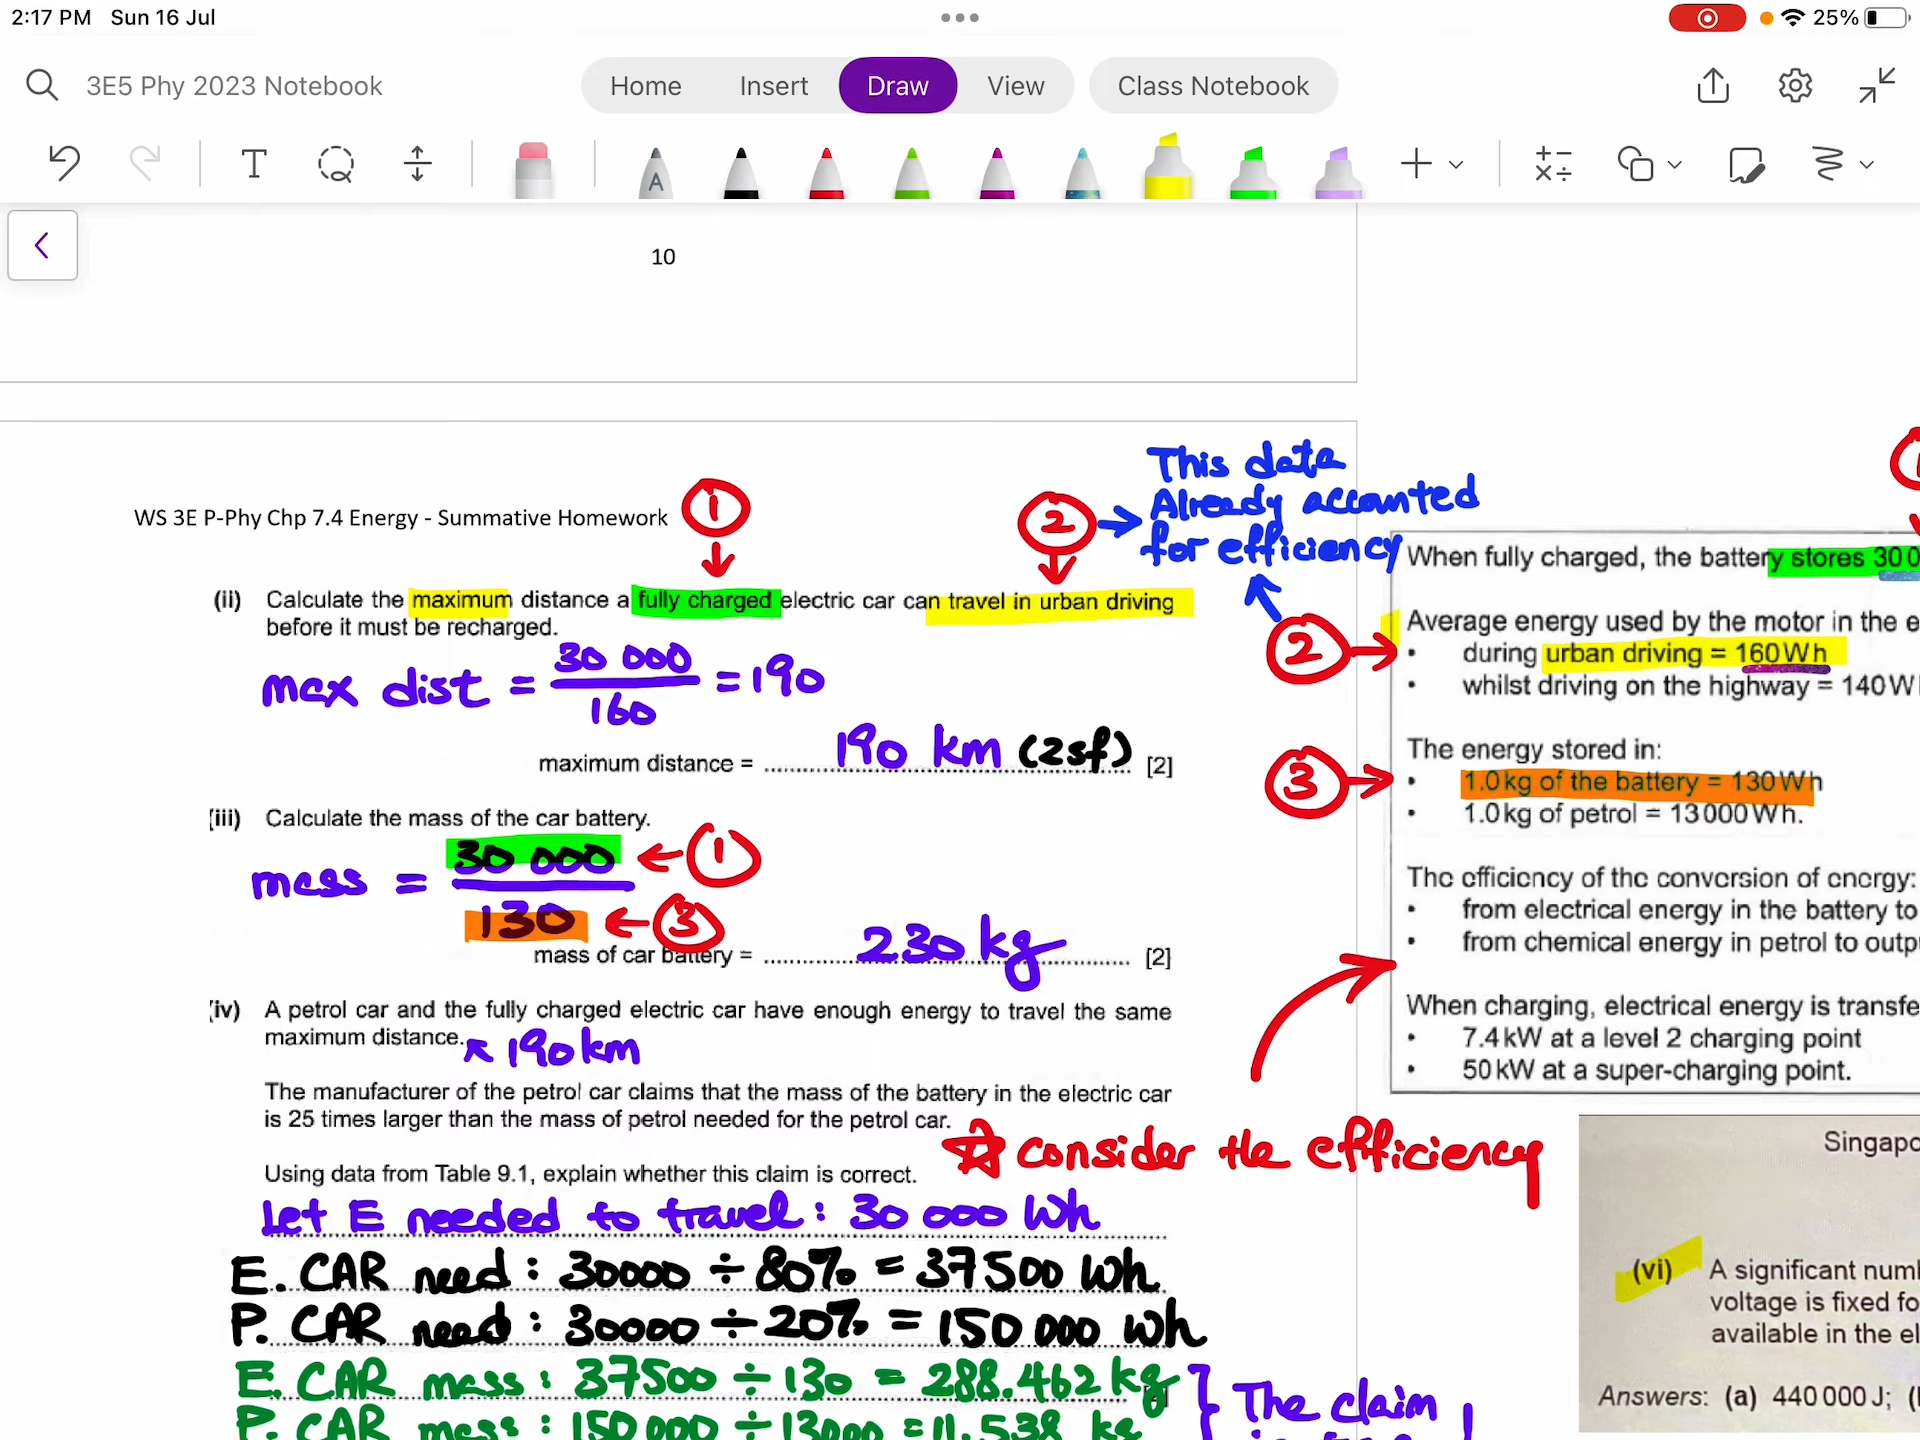 2:17 PM Sun 16 Jul
25%
3E5 Phy 2023 Notebook
Home Insert Draw View Class Notebook
T
A
10
This data
Already accounted
for efficiency
WS 3E P-Phy Chp 7.4 Energy - Summative Homework
1
2
(ii) Calculate the maximum distance a fully charged electric car can travel in urban driving
before it must be recharged.
max dist = 30 000 / 160 = 190
maximum distance = 190 km (2sf) [2]
(iii) Calculate the mass of the car battery.
mass = 30 000 ← 1
130 ← 3
mass of car battery = 230 kg [2]
(iv) A petrol car and the fully charged electric car have enough energy to travel the same
maximum distance. 190km
The manufacturer of the petrol car claims that the mass of the battery in the electric car
is 25 times larger than the mass of petrol needed for the petrol car.
☆ consider the efficiency
Using data from Table 9.1, explain whether this claim is correct.
Let E needed to travel : 30 000 Wh
E. CAR need : 30000 ÷ 80% = 37500 Wh
P. CAR need : 30000 ÷ 20% = 150 000 Wh
E. CAR mass : 37500 ÷ 130 = 288.462 kg
P. CAR mass : 150 000 ÷ 13000 = 11.538 kg
The claim
When fully charged, the battery stores 30 0
Average energy used by the motor in the e
2
• during urban driving = 160 Wh
• whilst driving on the highway = 140 W
The energy stored in:
3
• 1.0 kg of the battery = 130 Wh
• 1.0 kg of petrol = 13 000 Wh.
The efficiency of the conversion of energy:
• from electrical energy in the battery to
• from chemical energy in petrol to outp
When charging, electrical energy is transfe
• 7.4 kW at a level 2 charging point
• 50 kW at a super-charging point.
Singapo
(vi) A significant num
voltage is fixed fo
available in the el
Answers: (a) 440 000 J; (